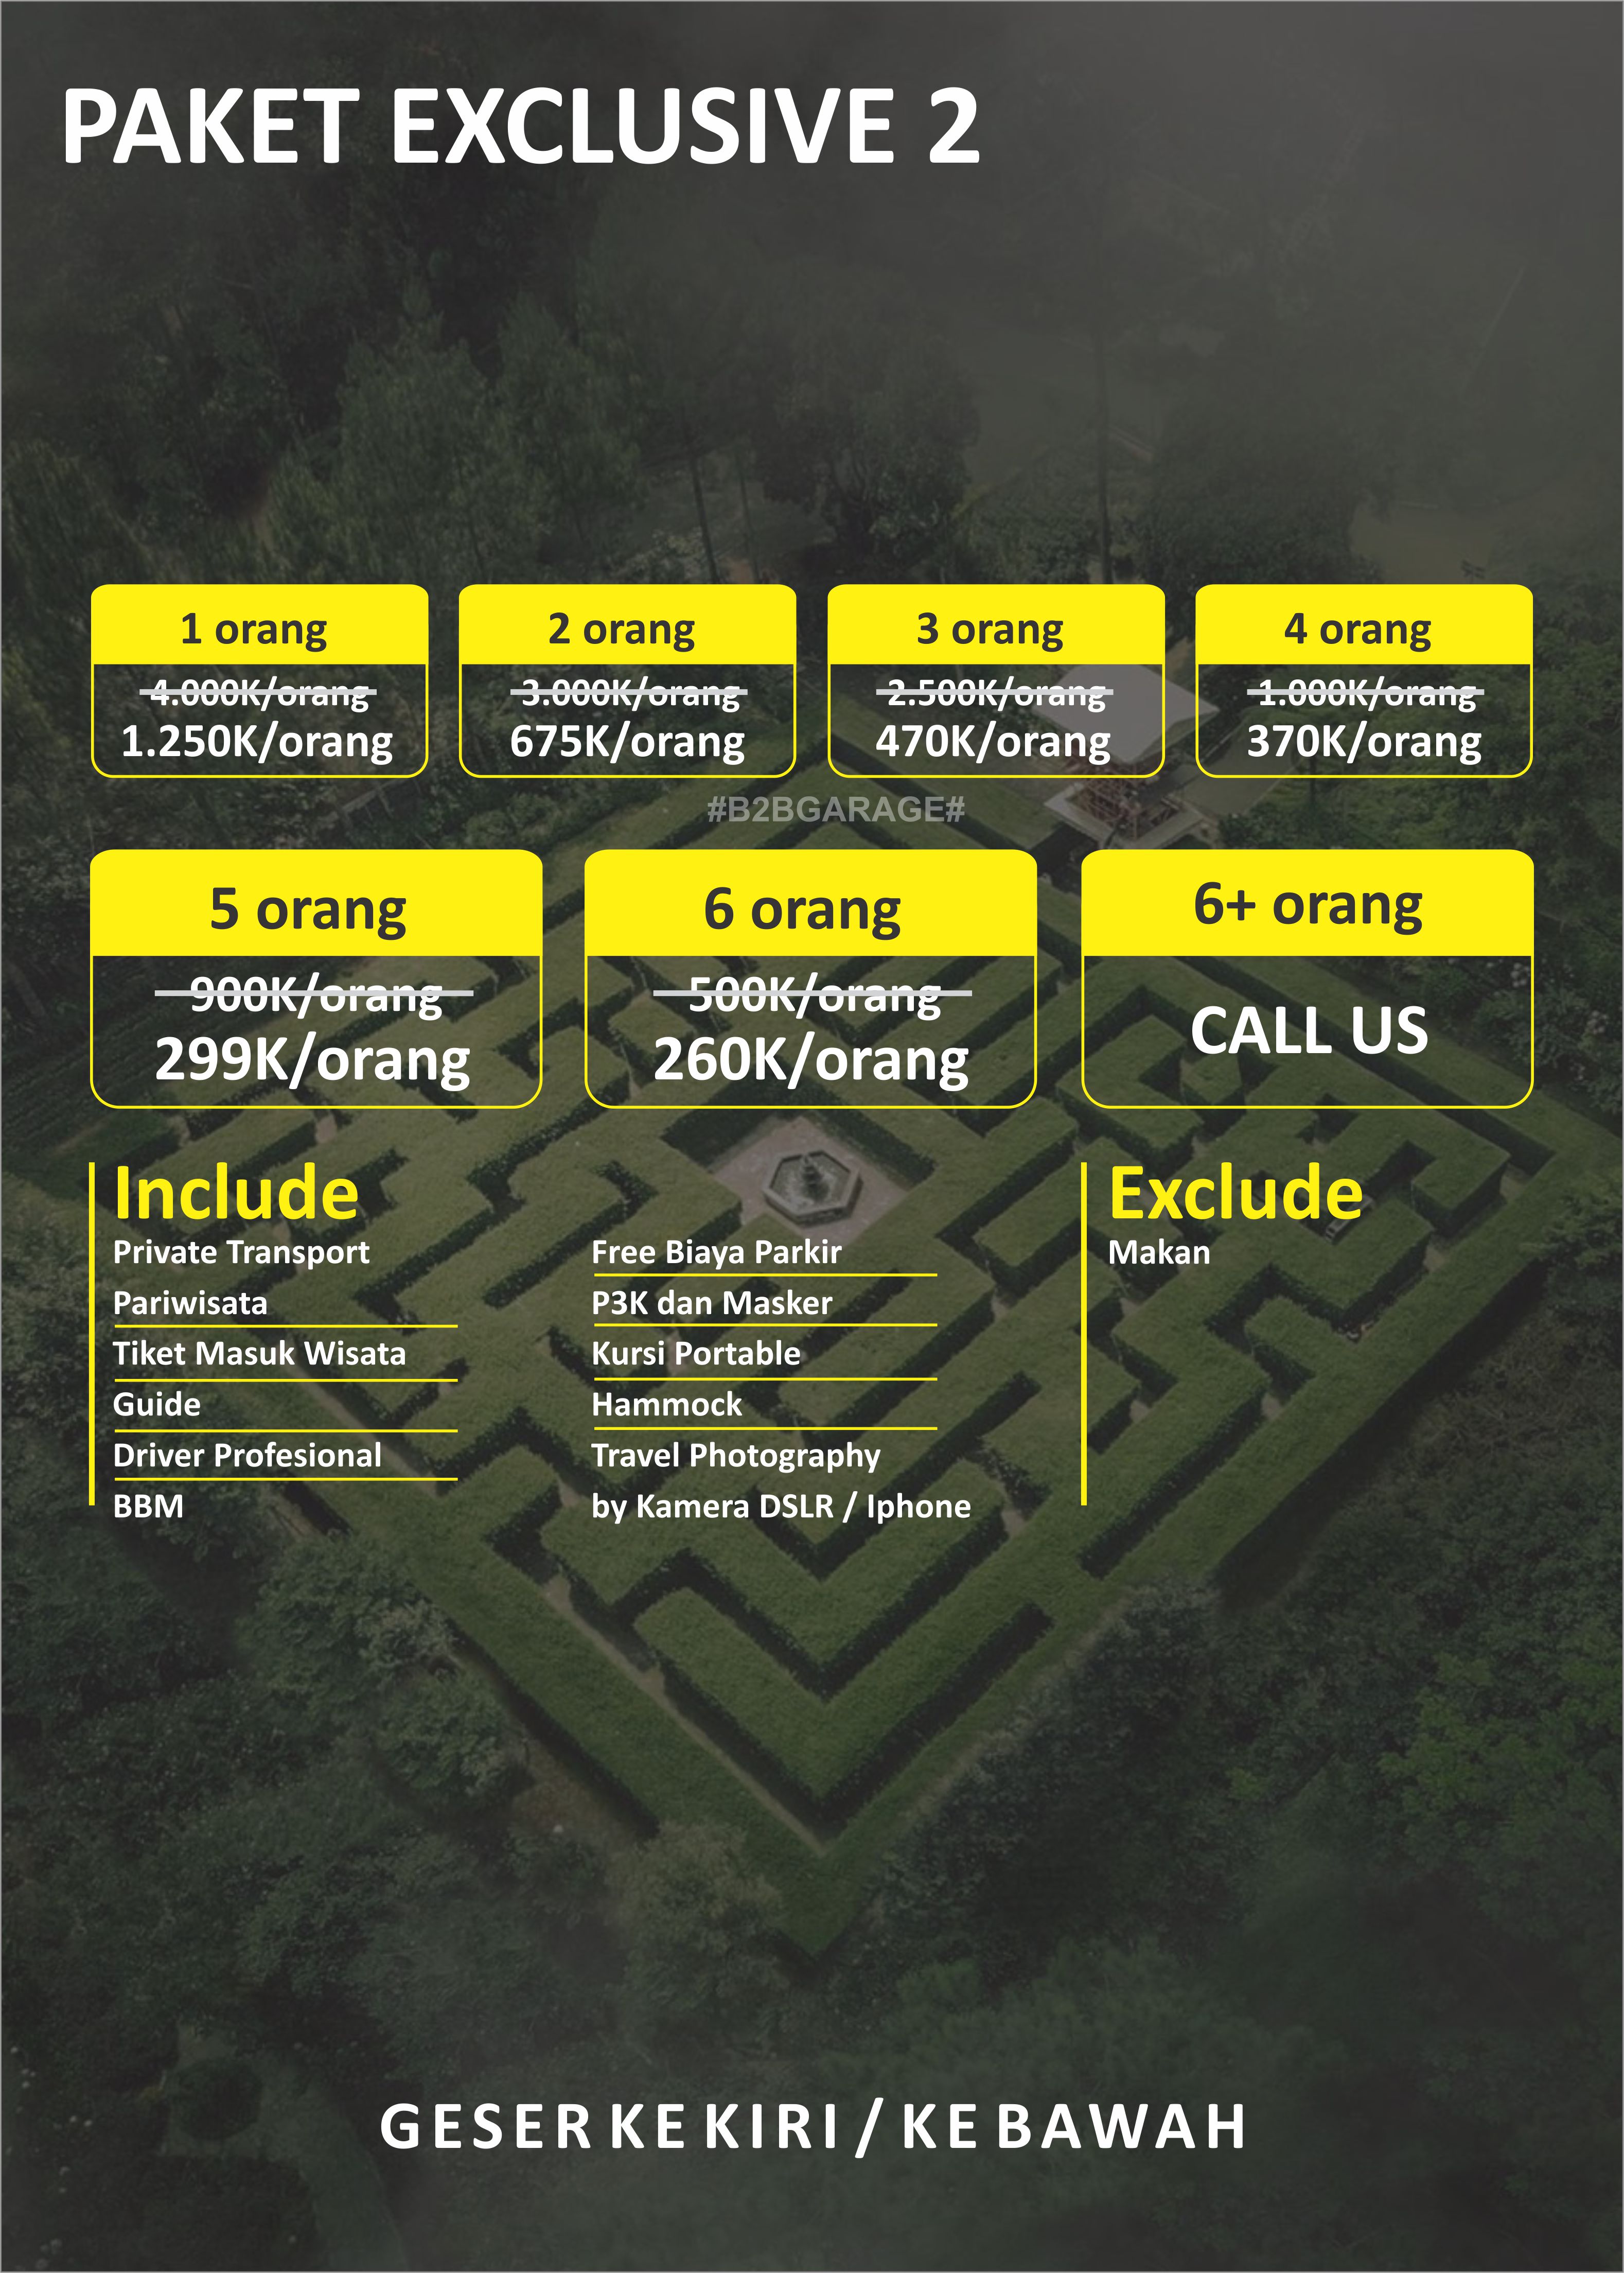 PAKET EXCLUSIVE 2
1 orang
4.000K/orang
1.250K/orang
2 orang
3.000K/orang
675K/orang
3 orang
2.500K/orang
470K/orang
4 orang
1.000K/orang
370K/orang
#B2BGARAGE#
5 orang
900K/orang
299K/orang
6 orang
500K/orang
260K/orang
6+ orang
CALL US
Include
Private Transport
Pariwisata
Tiket Masuk Wisata
Guide
Driver Profesional
BBM
Free Biaya Parkir
P3K dan Masker
Kursi Portable
Hammock
Travel Photography
by Kamera DSLR / Iphone
Exclude
Makan
GESER KE KIRI / KE BAWAH